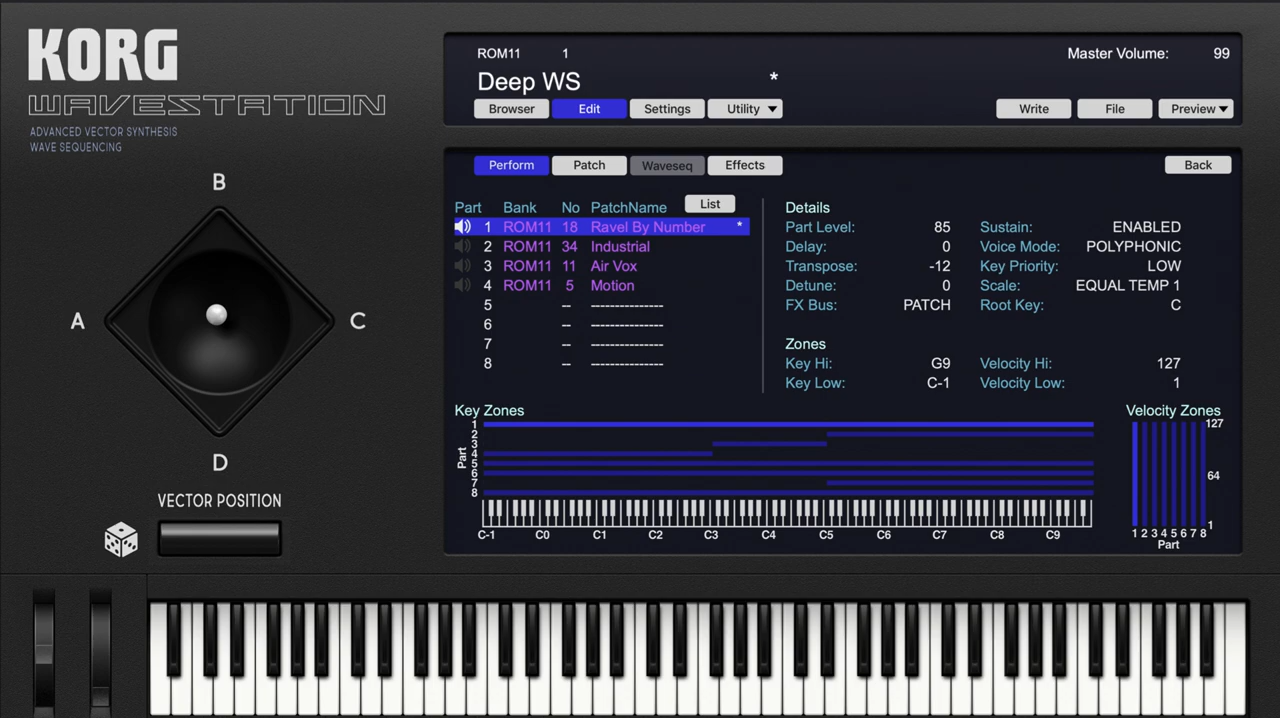 KORG
WAVESTATION
ADVANCED VECTOR SYNTHESIS
WAVE SEQUENCING
B
A
C
D
VECTOR POSITION
ROM11 1 Master Volume: 99
Deep WS *
Browser Edit Settings Utility Write File Preview
Perform Patch Waveseq Effects Back
Part Bank No PatchName List
1 ROM11 18 Ravel By Number *
2 ROM11 34 Industrial
3 ROM11 11 Air Vox
4 ROM11 5 Motion
5 -- ---------------
6 -- ---------------
7 -- ---------------
8 -- ---------------
Details
Part Level: 85 Sustain: ENABLED
Delay: 0 Voice Mode: POLYPHONIC
Transpose: -12 Key Priority: LOW
Detune: 0 Scale: EQUAL TEMP 1
FX Bus: PATCH Root Key: C
Zones
Key Hi: G9 Velocity Hi: 127
Key Low: C-1 Velocity Low: 1
Key Zones
Part
1
2
3
4
5
6
7
8
C-1 C0 C1 C2 C3 C4 C5 C6 C7 C8 C9
Velocity Zones
127
64
1
1 2 3 4 5 6 7 8
Part